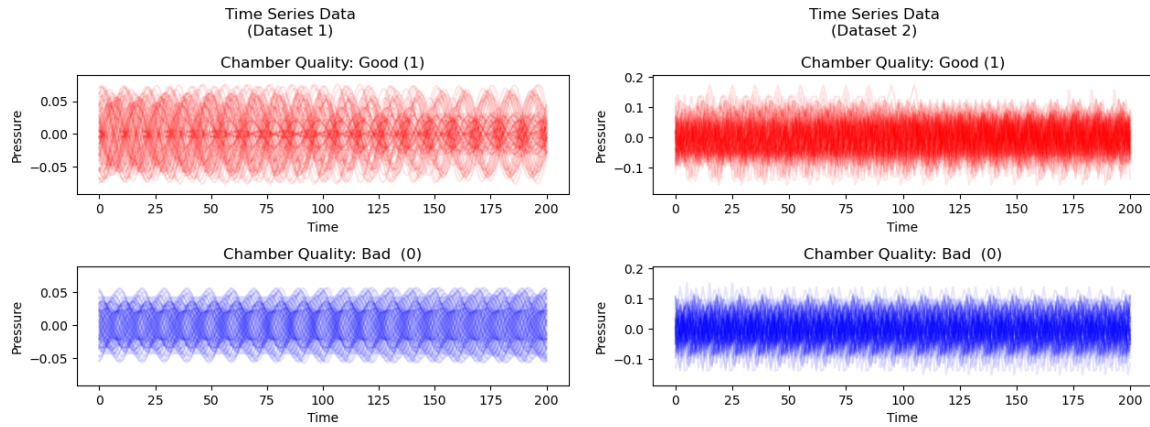 Time Series Data
(Dataset 1)
Chamber Quality: Good (1)
Pressure
0.05
0.00
−0.05
0 25 50 75 100 125 150 175 200
Time
Chamber Quality: Bad  (0)
Pressure
0.05
0.00
−0.05
0 25 50 75 100 125 150 175 200
Time
Time Series Data
(Dataset 2)
Chamber Quality: Good (1)
Pressure
0.2
0.1
0.0
−0.1
0 25 50 75 100 125 150 175 200
Time
Chamber Quality: Bad  (0)
Pressure
0.2
0.1
0.0
−0.1
0 25 50 75 100 125 150 175 200
Time